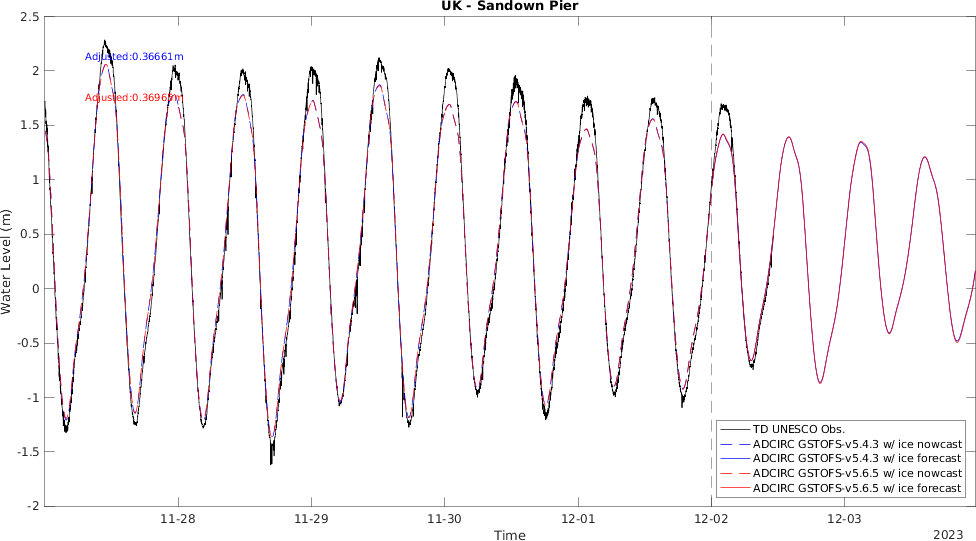 UK - Sandown Pier
2.5
2
1.5
1
0.5
0
-0.5
-1
-1.5
-2
Water Level (m)
Adjusted:0.36661m
TD UNESCO Obs.
ADCIRC GSTOFS-v5.4.3 w/ ice nowcast
ADCIRC GSTOFS-v5.4.3 w/ ice forecast
ADCIRC GSTOFS-v5.6.5 w/ ice nowcast
ADCIRC GSTOFS-v5.6.5 w/ ice forecast
11-28
11-29
11-30
12-01
12-02
12-03
Time
2023